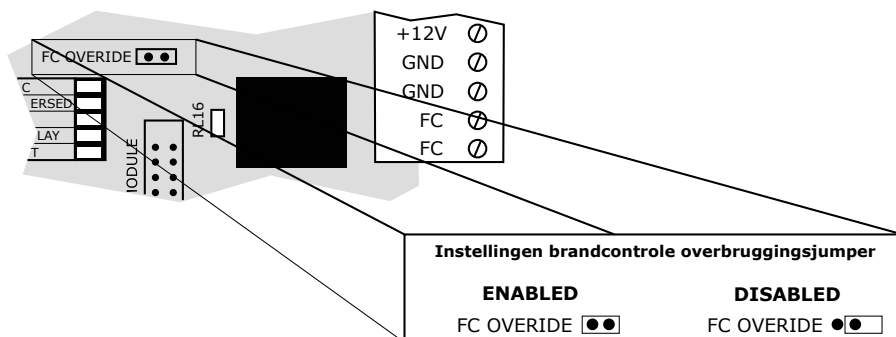 +12V
GND
GND
FC
FC
FC OVERIDE
C
ERSED
LAY
T
RL16
IODULE
Instellingen brandcontrole overbruggingsjumper
ENABLED
DISABLED
FC OVERIDE
FC OVERIDE